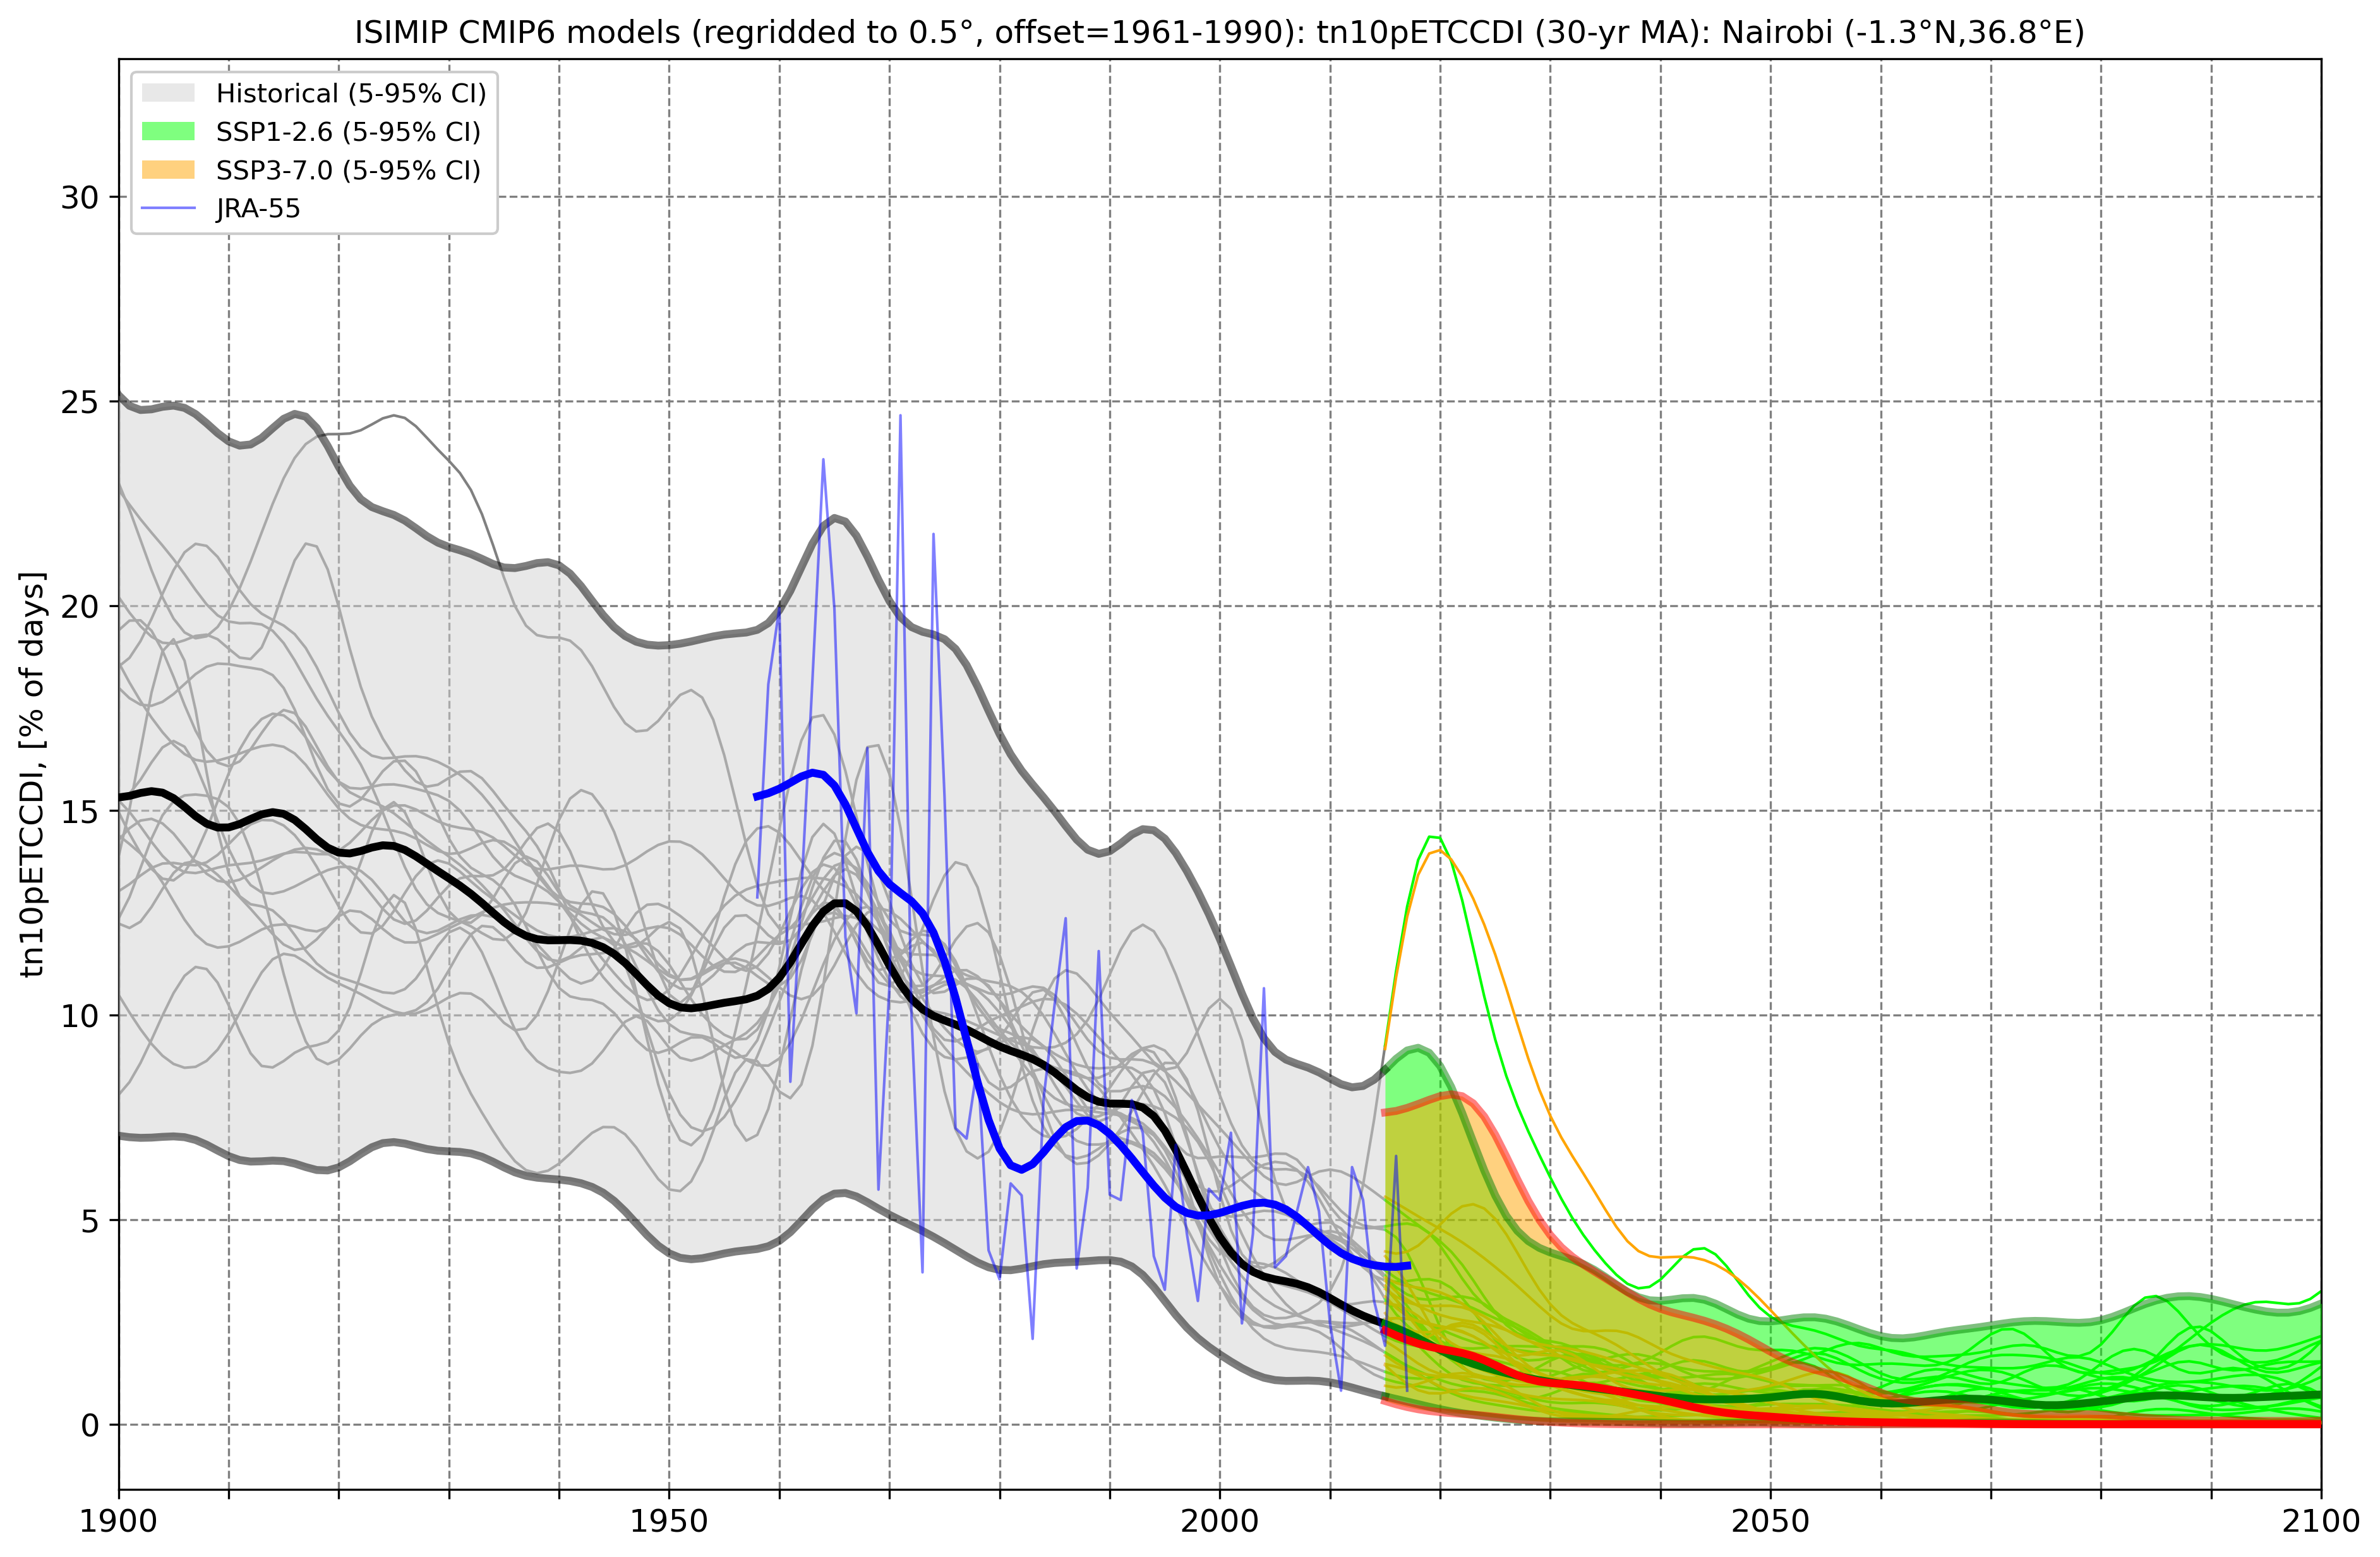 ISIMIP CMIP6 models (regridded to 0.5°, offset=1961-1990): tn10pETCCDI (30-yr MA): Nairobi (-1.3°N,36.8°E)
Historical (5-95% CI)
SSP1-2.6 (5-95% CI)
SSP3-7.0 (5-95% CI)
JRA-55
tn10pETCCDI, [% of days]
30
25
20
15
10
5
0
1900
1950
2000
2050
2100